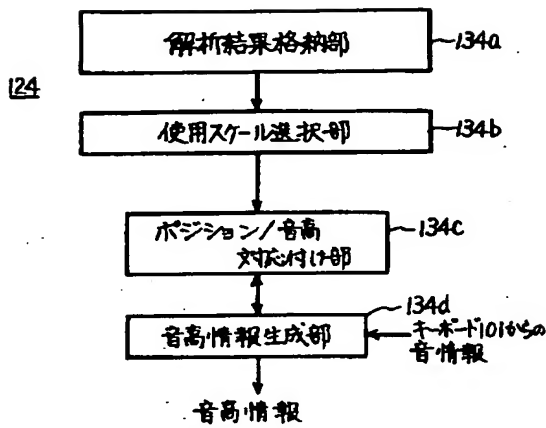 解析結果格納部
134a
124
使用スケール選択部
134b
ポジション/音高
対応付け部
134c
134d
音高情報生成部
キーボード101からの
音情報
音高情報